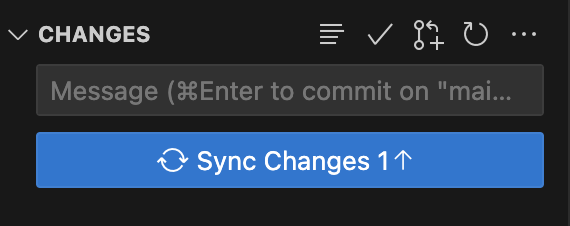 CHANGES
Message (⌘Enter to commit on "mai...
Sync Changes 1↑